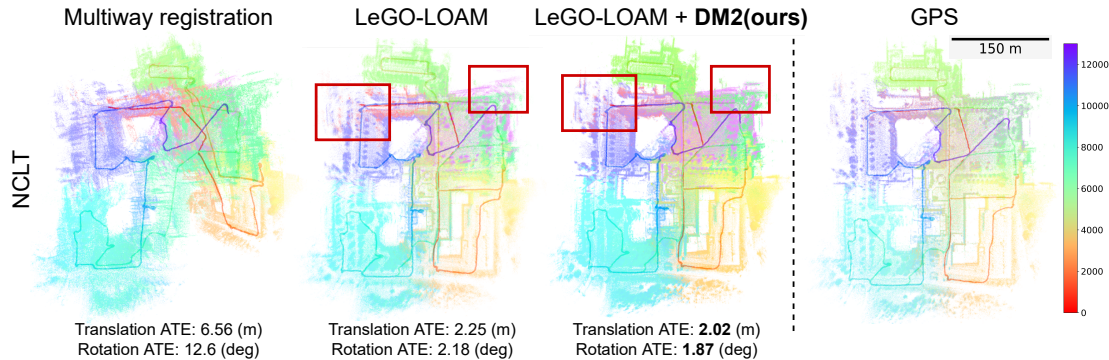 Multiway registration
LeGO-LOAM
LeGO-LOAM + DM2(ours)
GPS
150 m
NCLT
12000
10000
8000
6000
4000
2000
0
Translation ATE: 6.56 (m)
Rotation ATE: 12.6 (deg)
Translation ATE: 2.25 (m)
Rotation ATE: 2.18 (deg)
Translation ATE: 2.02 (m)
Rotation ATE: 1.87 (deg)